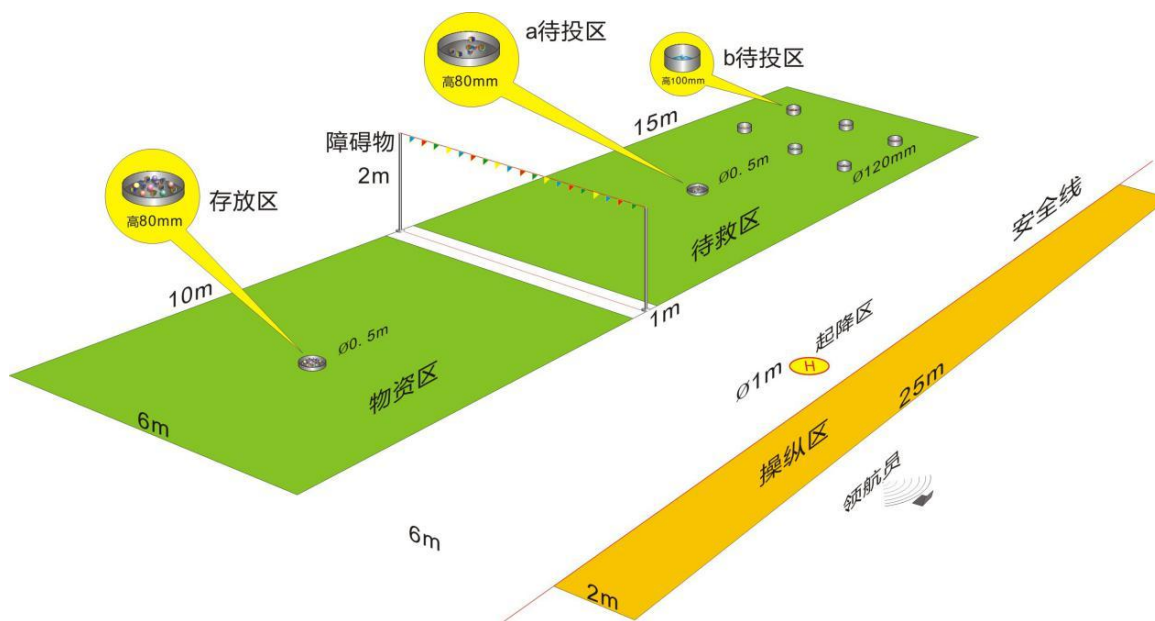 a待投区
高80mm
b待投区
高100mm
15m
障碍物
2m
Ø0.5m
Ø120mm
存放区
高80mm
待救区
安全线
10m
1m
起降区
Ø0.5m
Ø1m
H
25m
物资区
6m
操纵区
领航员
6m
2m